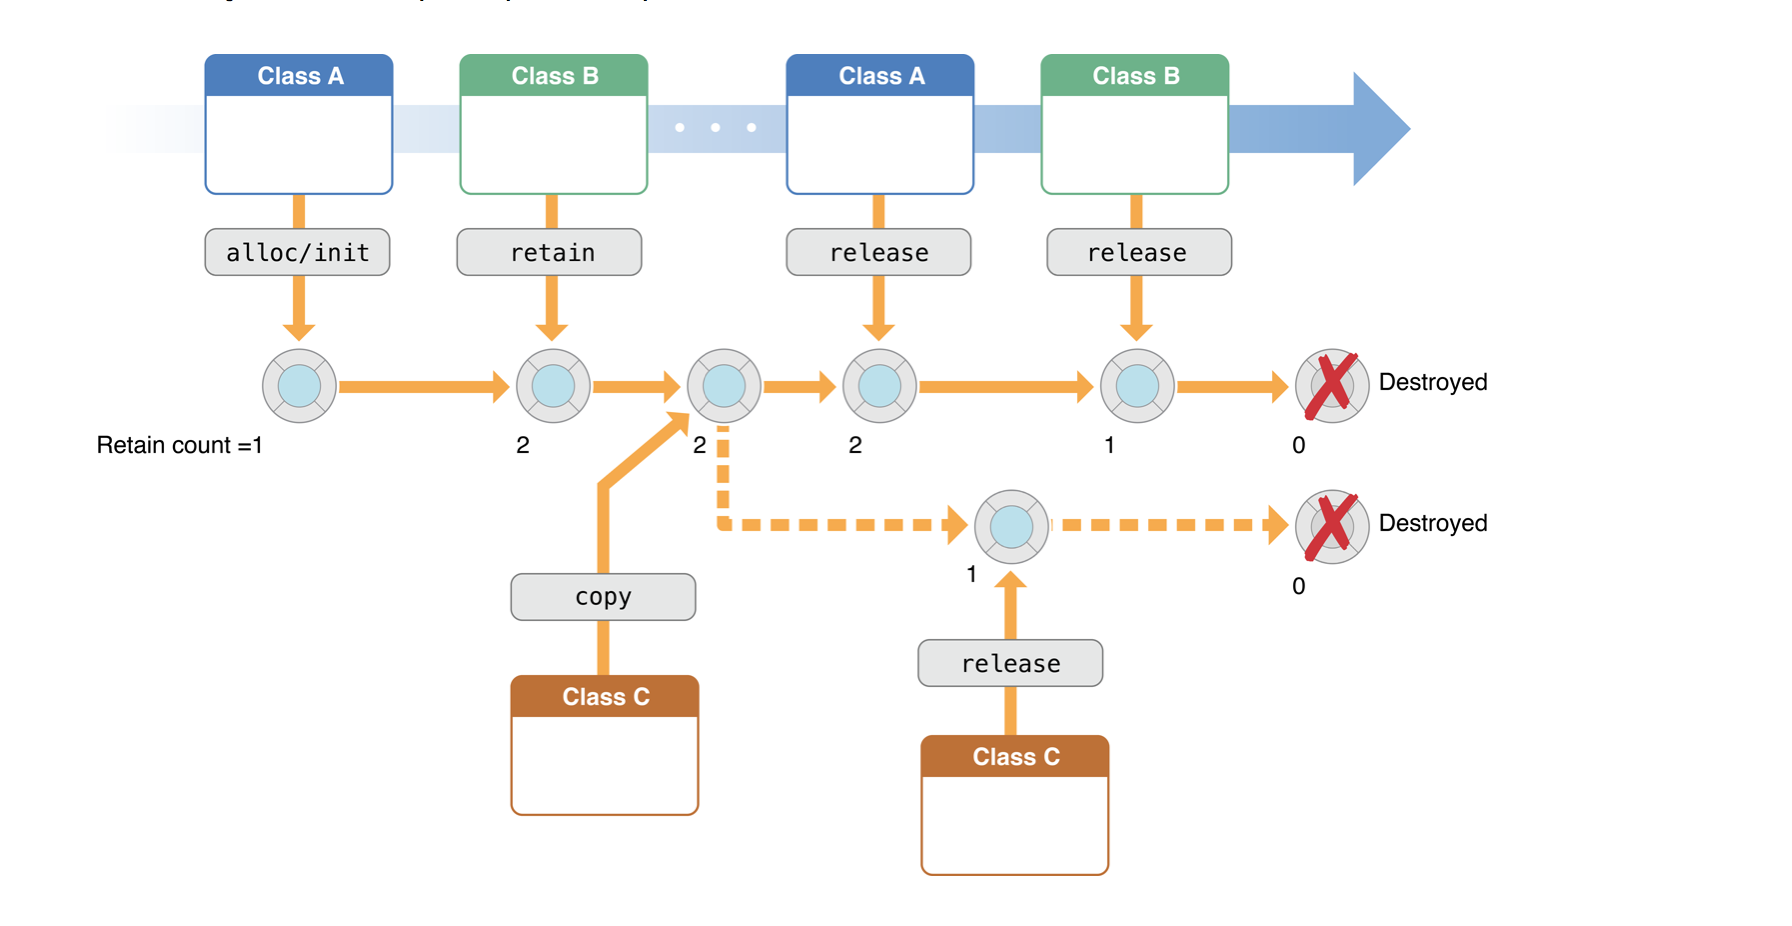 Class A
Class B
Class A
Class B
alloc/init
retain
release
release
Destroyed
Retain count =1
2
2
2
1
0
Destroyed
1
0
copy
release
Class C
Class C